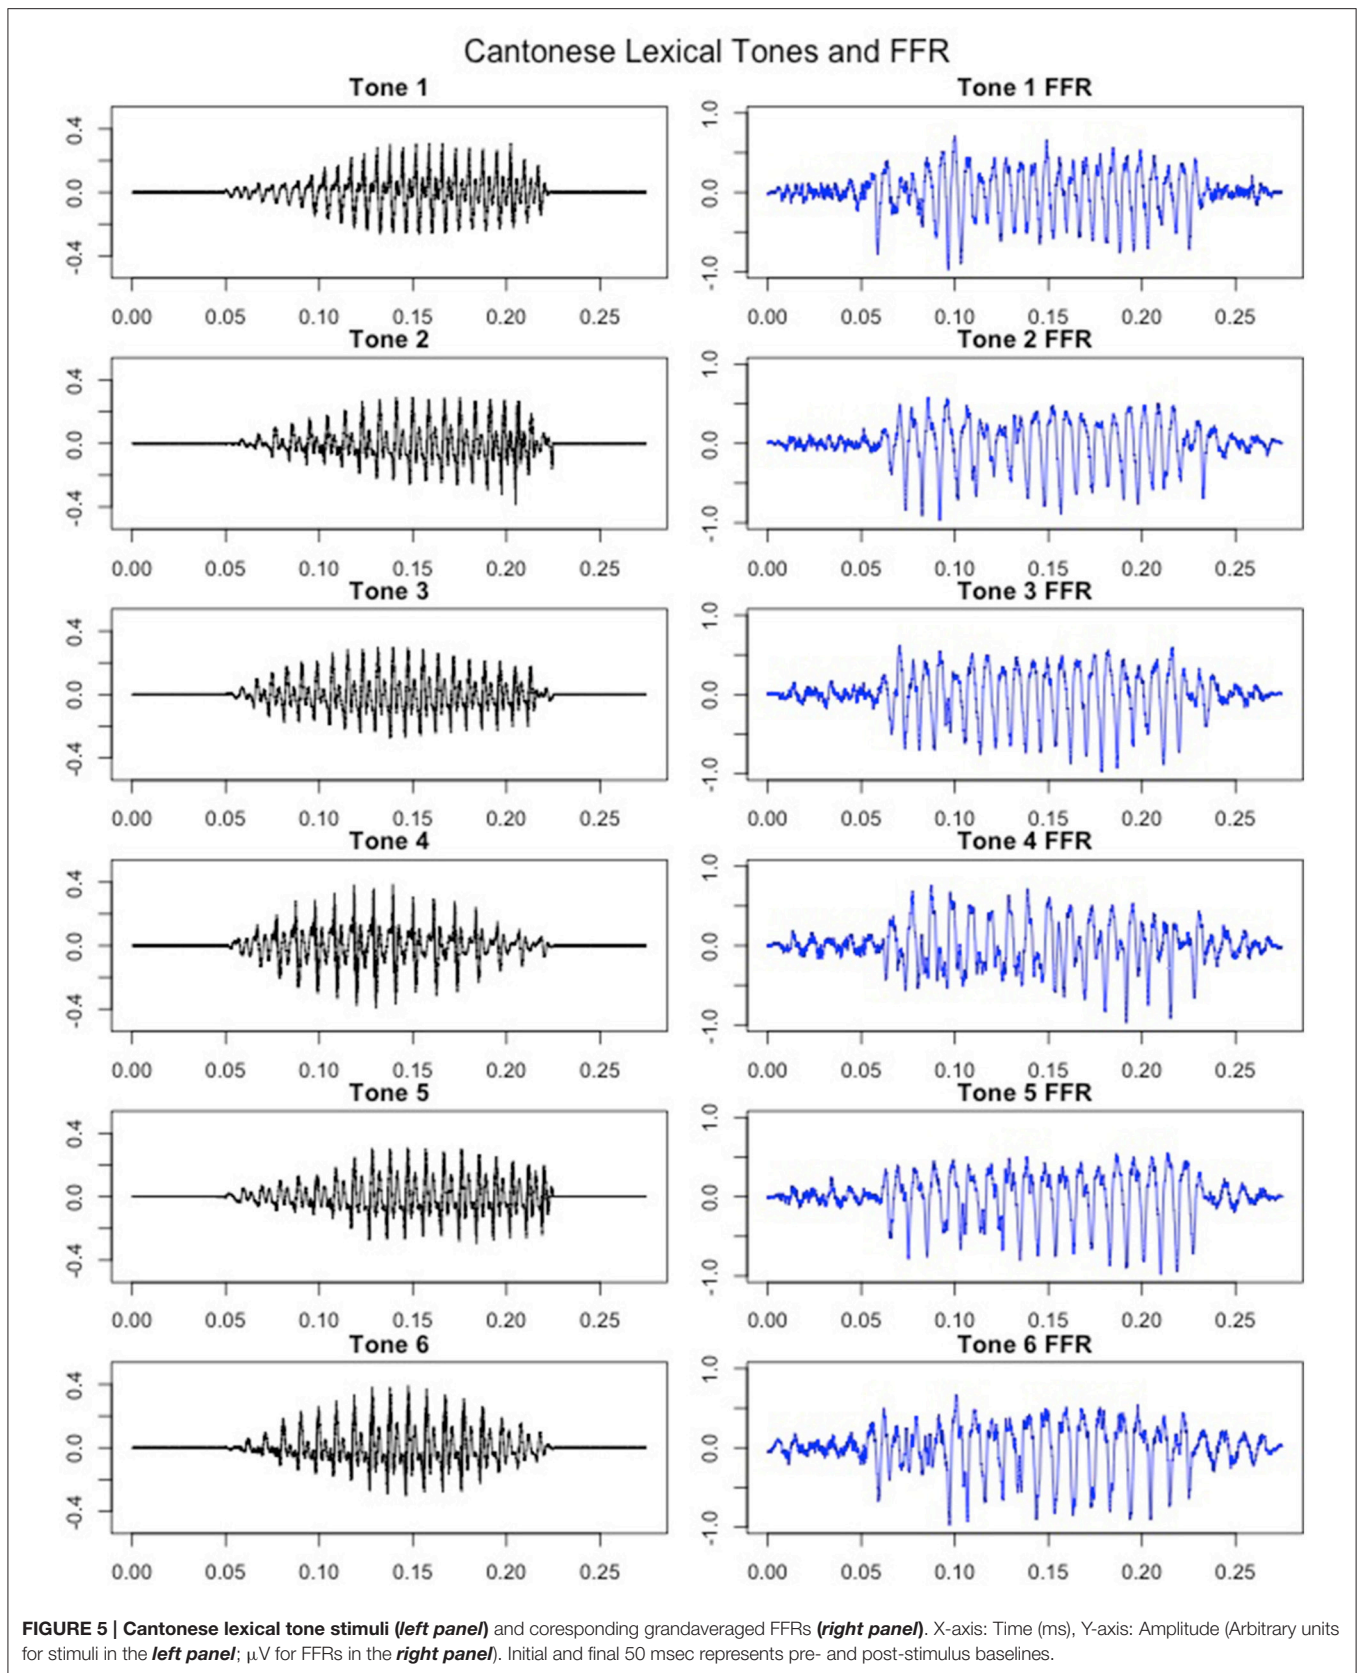 Cantonese Lexical Tones and FFR
Tone 1
0.4
0.0
-0.4
0.00 0.05 0.10 0.15 0.20 0.25
Tone 1 FFR
1.0
0.0
-1.0
0.00 0.05 0.10 0.15 0.20 0.25
Tone 2
0.4
0.0
-0.4
0.00 0.05 0.10 0.15 0.20 0.25
Tone 2 FFR
1.0
0.0
-1.0
0.00 0.05 0.10 0.15 0.20 0.25
Tone 3
0.4
0.0
-0.4
0.00 0.05 0.10 0.15 0.20 0.25
Tone 3 FFR
1.0
0.0
-1.0
0.00 0.05 0.10 0.15 0.20 0.25
Tone 4
0.4
0.0
-0.4
0.00 0.05 0.10 0.15 0.20 0.25
Tone 4 FFR
1.0
0.0
-1.0
0.00 0.05 0.10 0.15 0.20 0.25
Tone 5
0.4
0.0
-0.4
0.00 0.05 0.10 0.15 0.20 0.25
Tone 5 FFR
1.0
0.0
-1.0
0.00 0.05 0.10 0.15 0.20 0.25
Tone 6
0.4
0.0
-0.4
0.00 0.05 0.10 0.15 0.20 0.25
Tone 6 FFR
1.0
0.0
-1.0
0.00 0.05 0.10 0.15 0.20 0.25
FIGURE 5 | Cantonese lexical tone stimuli (left panel) and coresponding grandaveraged FFRs (right panel). X-axis: Time (ms), Y-axis: Amplitude (Arbitrary units
for stimuli in the left panel; μV for FFRs in the right panel). Initial and final 50 msec represents pre- and post-stimulus baselines.